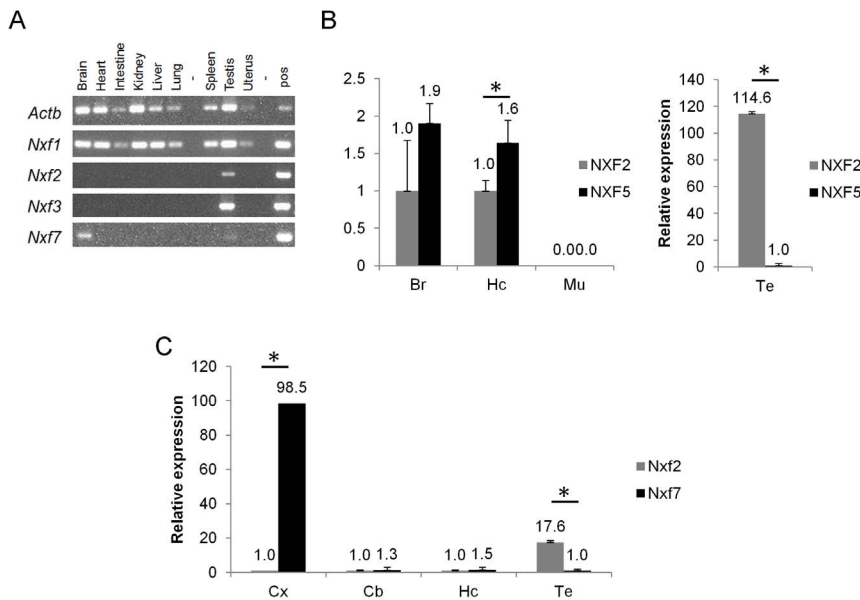 A
Brain Heart Intestine Kidney Liver Lung - Spleen Testis Uterus - pos
Actb
Nxf1
Nxf2
Nxf3
Nxf7
B
2.5
2
1.5
1
0.5
0
1.0 1.9
* 1.0 1.6
0.00.0
Br Hc Mu
NXF2
NXF5
Relative expression
140
120
100
80
60
40
20
0
*
114.6
1.0
Te
NXF2
NXF5
C
Relative expression
120
100
80
60
40
20
0
*
98.5
1.0
1.0 1.3
1.0 1.5
*
17.6
1.0
Cx Cb Hc Te
Nxf2
Nxf7